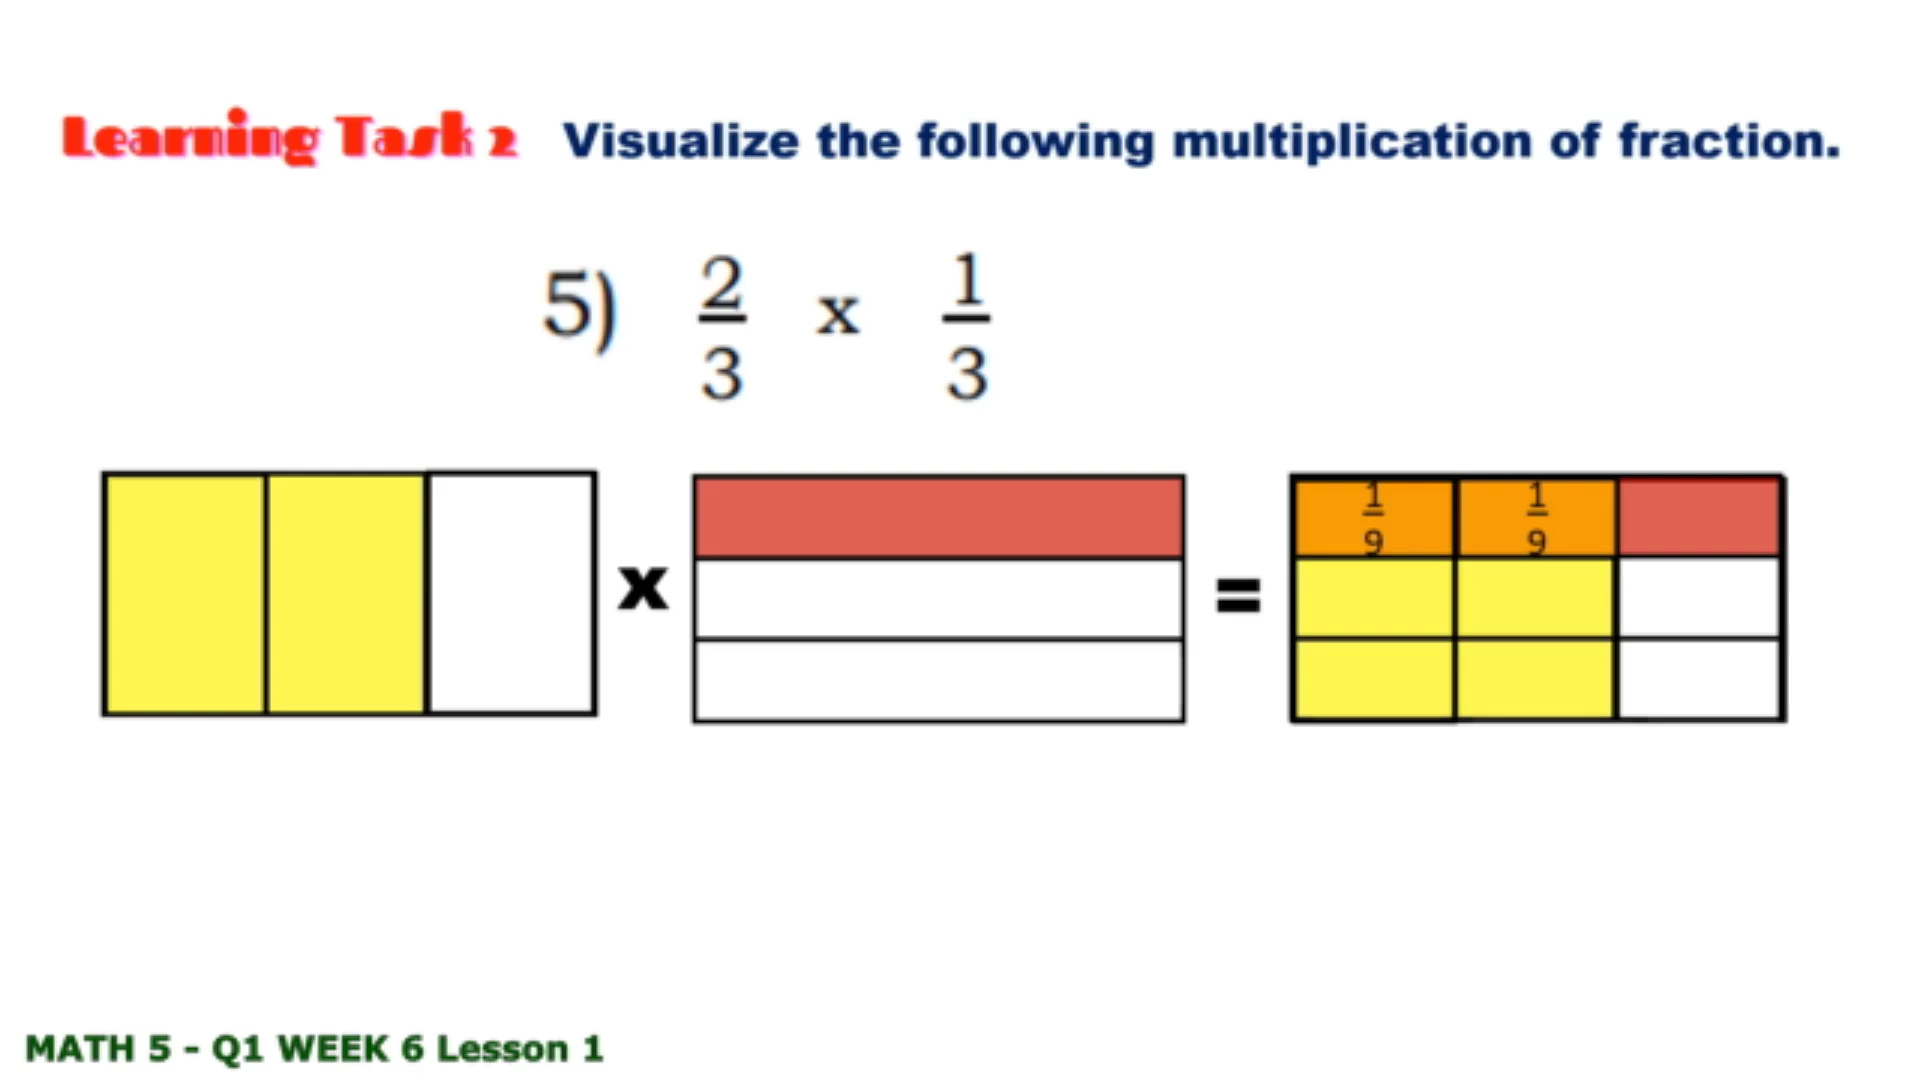 Learning Task 2 Visualize the following multiplication of fraction.
5) 2/3 x 1/3
x = 1/9 1/9
MATH 5 - Q1 WEEK 6 Lesson 1